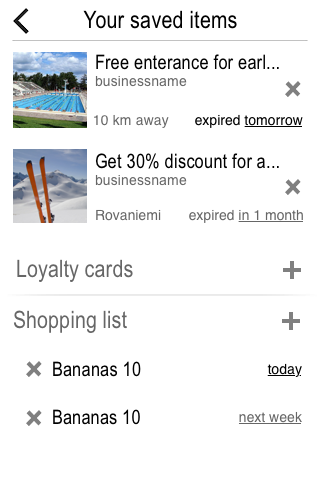 Your saved items
Free enterance for earl...
businessname
10 km away expired tomorrow
Get 30% discount for a...
businessname
Rovaniemi expired in 1 month
Loyalty cards
Shopping list
Bananas 10 today
Bananas 10 next week